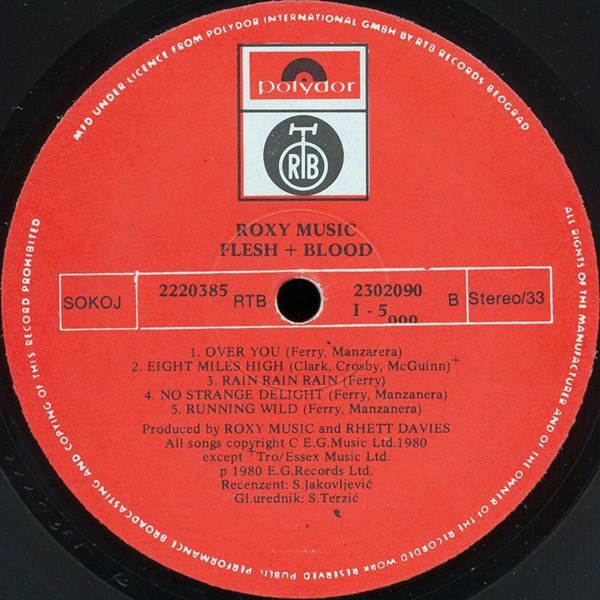 MFD UNDER LICENCE FROM POLYDOR INTERNATIONAL GMBH BY RTB RECORDS BEOGRAD
polydor
RTB
ROXY MUSIC
FLESH + BLOOD
SOKOJ
2220385 RTB
2302090 B
I - 5
Stereo/33
1. OVER YOU (Ferry, Manzarera)
2. EIGHT MILES HIGH (Clark, Crosby, McGuinn)+
3. RAIN RAIN RAIN (Ferry)
4. NO STRANGE DELIGHT (Ferry, Manzanera)
5. RUNNING WILD (Ferry, Manzanera)
Produced by ROXY MUSIC and RHETT DAVIES
All songs copyright C E.G.Music Ltd.1980
except +Tro/Essex Music Ltd.
p 1980 E.G.Records Ltd.
Recenzent: S.Jakovljević
Gl.urednik: S.Terzić
ALL RIGHTS OF THE MANUFACTURER AND OF THE OWNER OF THE RECORDED WORK RESERVED PUBLIC PERFORMANCE BROADCASTING AND COPYING OF THIS RECORD PROHIBITED